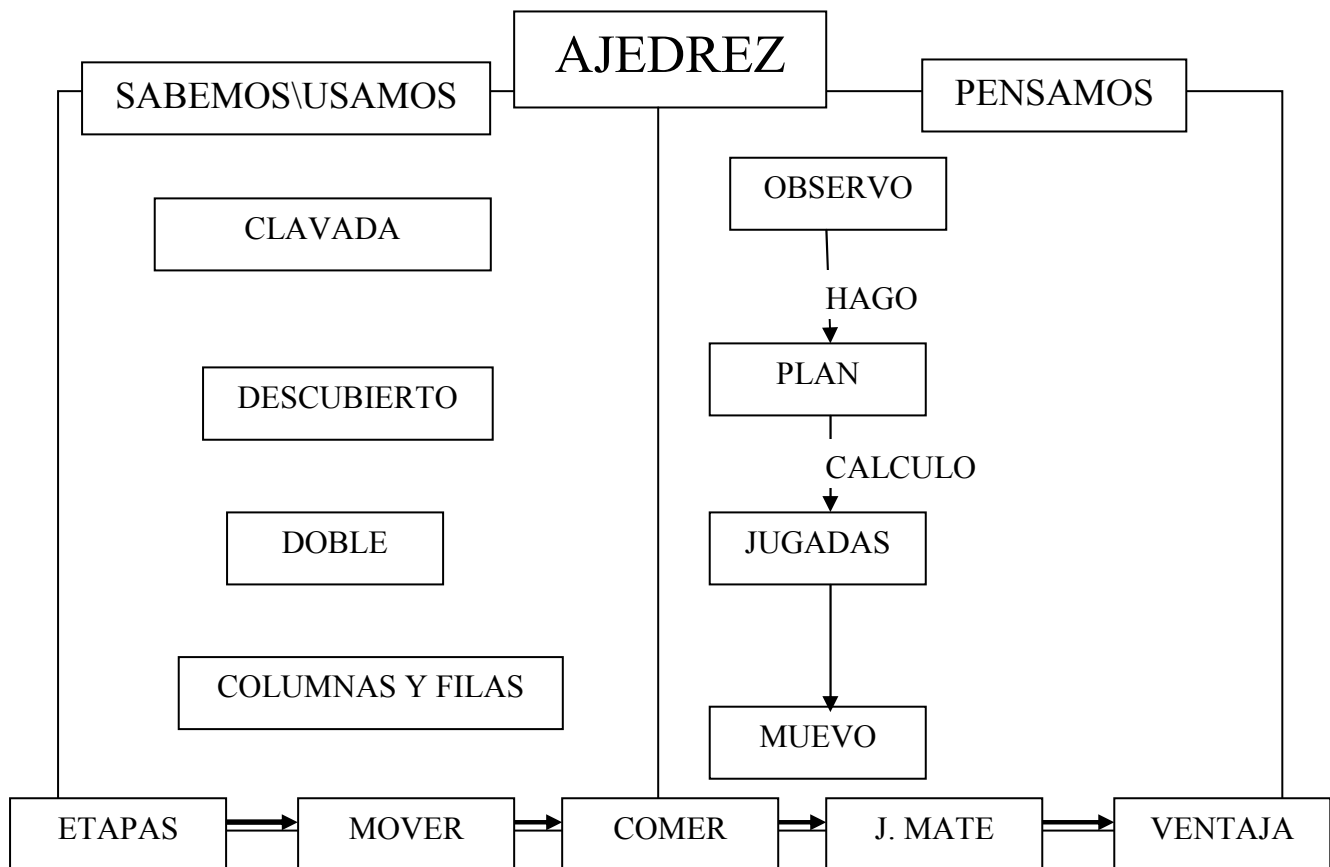 AJEDREZ
SABEMOS\USAMOS
PENSAMOS
CLAVADA
DESCUBIERTO
DOBLE
COLUMNAS Y FILAS
OBSERVO
HAGO
PLAN
CALCULO
JUGADAS
MUEVO
ETAPAS
MOVER
COMER
J. MATE
VENTAJA